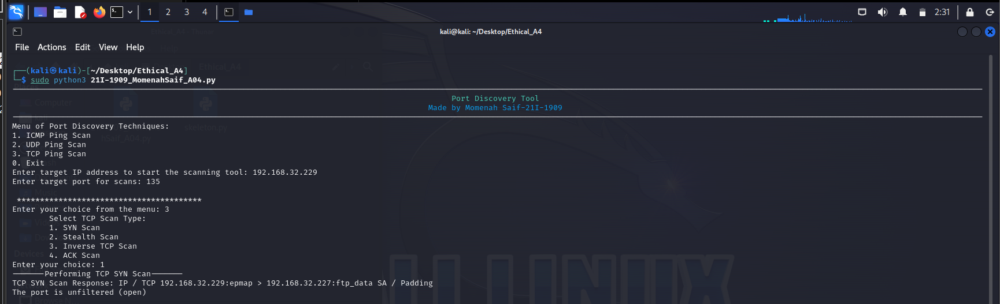 1 2 3 4
2:31
kali@kali: ~/Desktop/Ethical_A4
File Actions Edit View Help
(kali㉿kali)-[~/Desktop/Ethical_A4]
$ sudo python3 21I-1909_MomenahSaif_A04.py
Port Discovery Tool
Made by Momenah Saif-21I-1909
Menu of Port Discovery Techniques:
1. ICMP Ping Scan
2. UDP Ping Scan
3. TCP Ping Scan
0. Exit
Enter target IP address to start the scanning tool: 192.168.32.229
Enter target port for scans: 135
****************************************
Enter your choice from the menu: 3
Select TCP Scan Type:
1. SYN Scan
2. Stealth Scan
3. Inverse TCP Scan
4. ACK Scan
Enter your choice: 1
———————Performing TCP SYN Scan———————
TCP SYN Scan Response: IP / TCP 192.168.32.229:epmap > 192.168.32.227:ftp_data SA / Padding
The port is unfiltered (open)